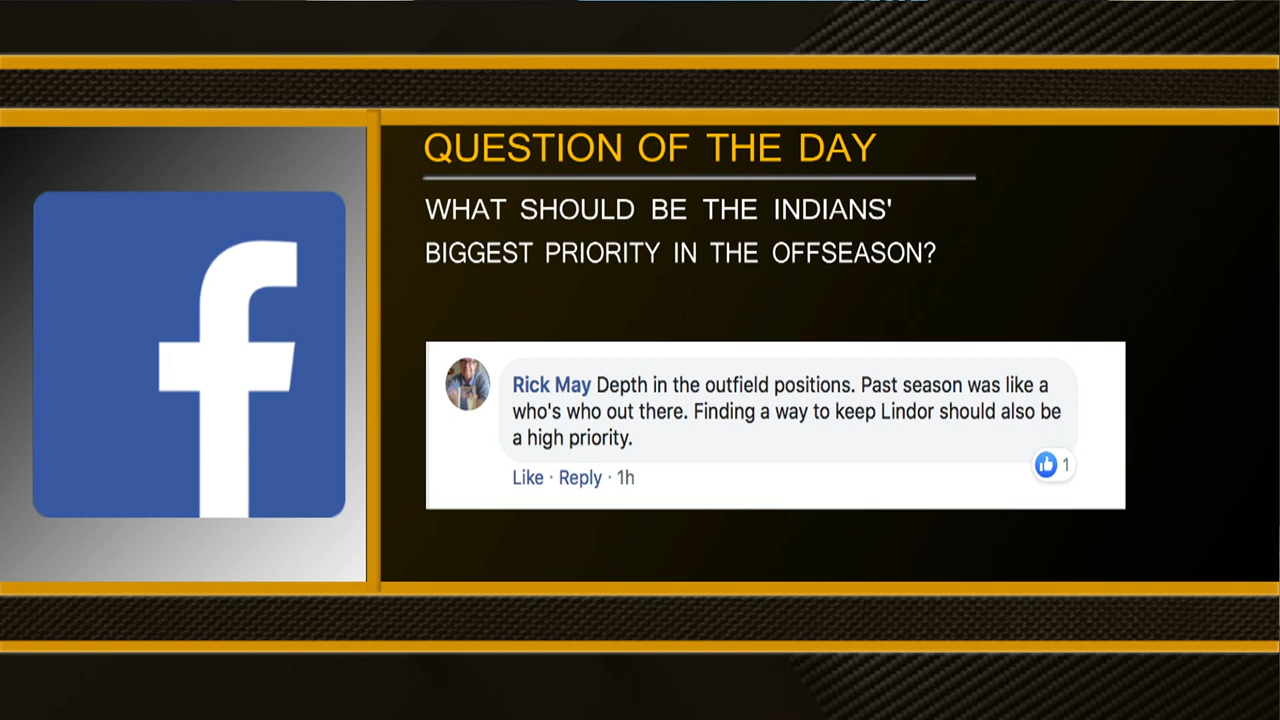 QUESTION OF THE DAY
WHAT SHOULD BE THE INDIANS'
BIGGEST PRIORITY IN THE OFFSEASON?
Rick May Depth in the outfield positions. Past season was like a
who's who out there. Finding a way to keep Lindor should also be
a high priority.
Like · Reply · 1h
1